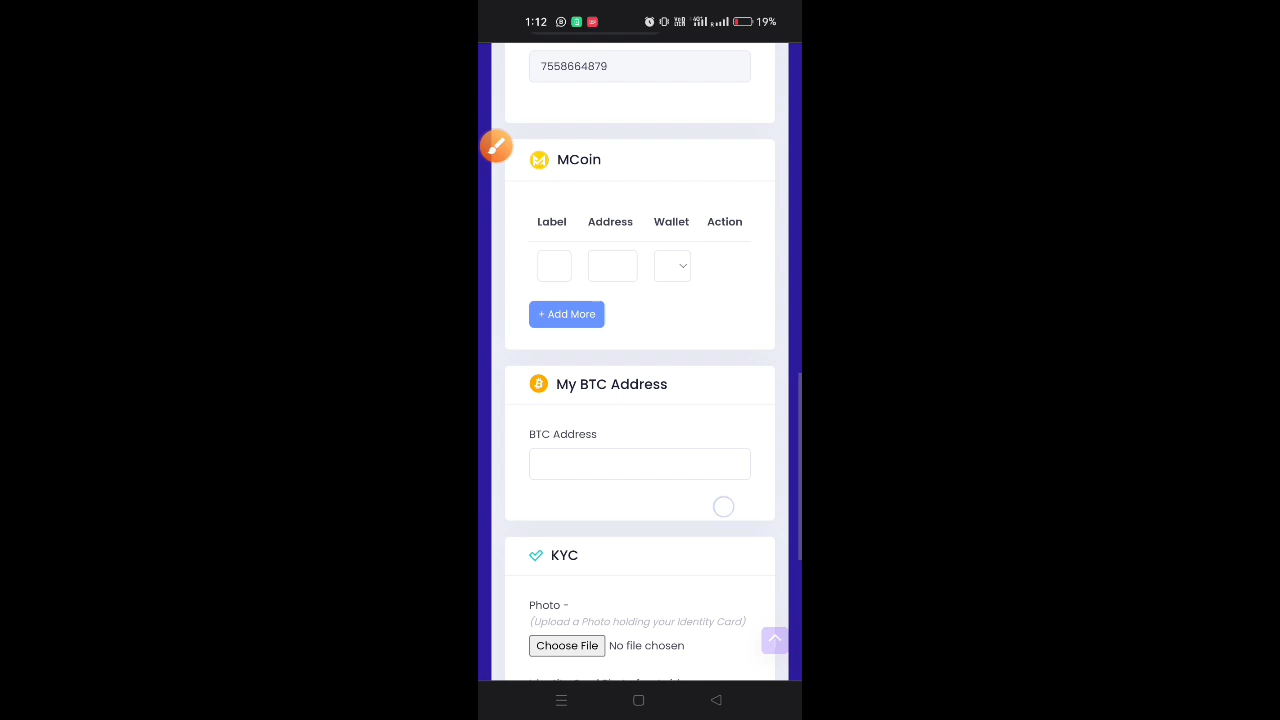 1:12
19%
7558664879
MCoin
Label Address Wallet Action
+ Add More
My BTC Address
BTC Address
KYC
Photo -
(Upload a Photo holding your Identity Card)
Choose File No file chosen